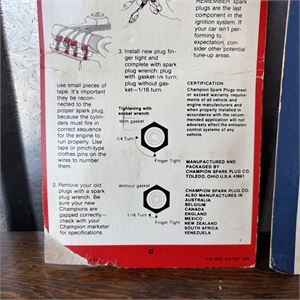 REMEMBER, spark
plugs are the last
component in the
ignition system. If
your car isn't per-
forming to
expectation, con-
sider other potential
tune-up areas.
3. Install new plug fin-
ger tight and
complete with spark
plug wrench: plug
with gasket-1/4 turn;
plug without gas-
ket-1/16 turn.
use small pieces of
tape. It's important
they be recon-
nected to the
proper spark plug,
because the cylin-
ders must fire in
correct sequence
for the engine to
run properly. Use
tape or pinch-type
clothes pins on the
wires to number
them.
2. Remove your old
plugs with a spark
plug wrench. Be
sure your new
Champions are
gapped correctly—
check with your
Champion marketer
for specifications.
Tightening with
socket wrench
With gasket
1/4 Turn
Finger Tight
Without gasket
1/16 Turn
Finger Tight
CERTIFICATION
Champion Spark Plugs meet
or exceed warranty require-
ments of all vehicle and
engine manufacturers and
when properly installed in
accordance with the recom-
mended application will not
adversely affect the emission
control systems of any
vehicle.
MANUFACTURED AND
PACKAGED BY
CHAMPION SPARK PLUG CO.
TOLEDO, OHIO U.S.A. 43661
CHAMPION SPARK PLUG CO.
ALSO MANUFACTURES IN
AUSTRALIA
BELGIUM
CANADA
ENGLAND
MEXICO
NEW ZEALAND
SOUTH AFRICA
VENEZUELA